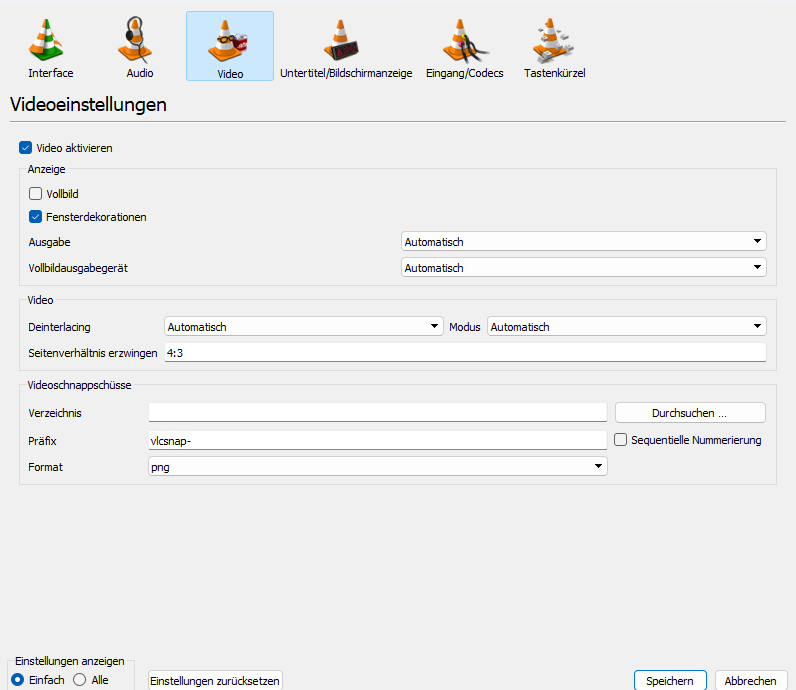 Interface
Audio
Video
Untertitel/Bildschirmanzeige
Eingang/Codecs
Tastenkürzel
Videoeinstellungen
Video aktivieren
Anzeige
Vollbild
Fensterdekorationen
Ausgabe Automatisch
Vollbildausgabegerät Automatisch
Video
Deinterlacing Automatisch Modus Automatisch
Seitenverhältnis erzwingen 4:3
Videoschnappschüsse
Verzeichnis Durchsuchen ...
Präfix vlcsnap- Sequentielle Nummerierung
Format png
Einstellungen anzeigen
Einfach Alle Einstellungen zurücksetzen Speichern Abbrechen